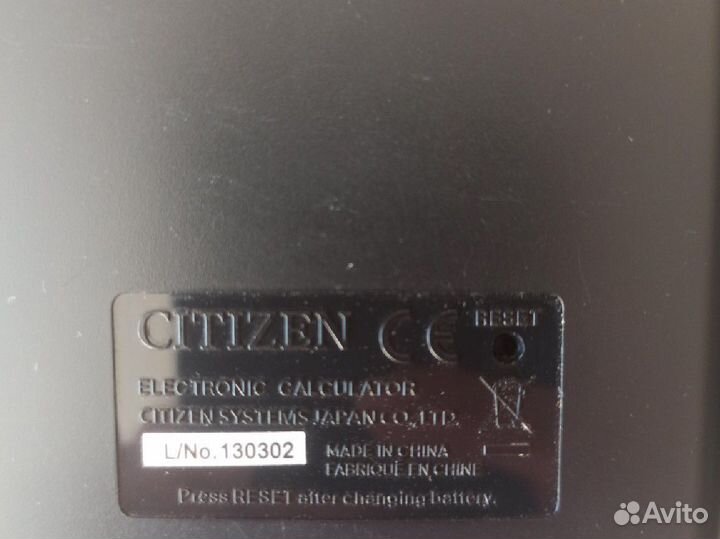 CITIZEN CE RESET
ELECTRONIC CALCULATOR
CITIZEN SYSTEMS JAPAN CO.,LTD.
L/No.130302
MADE IN CHINA
FABRIQUÉ EN CHINE
Press RESET after changing battery.
Avito